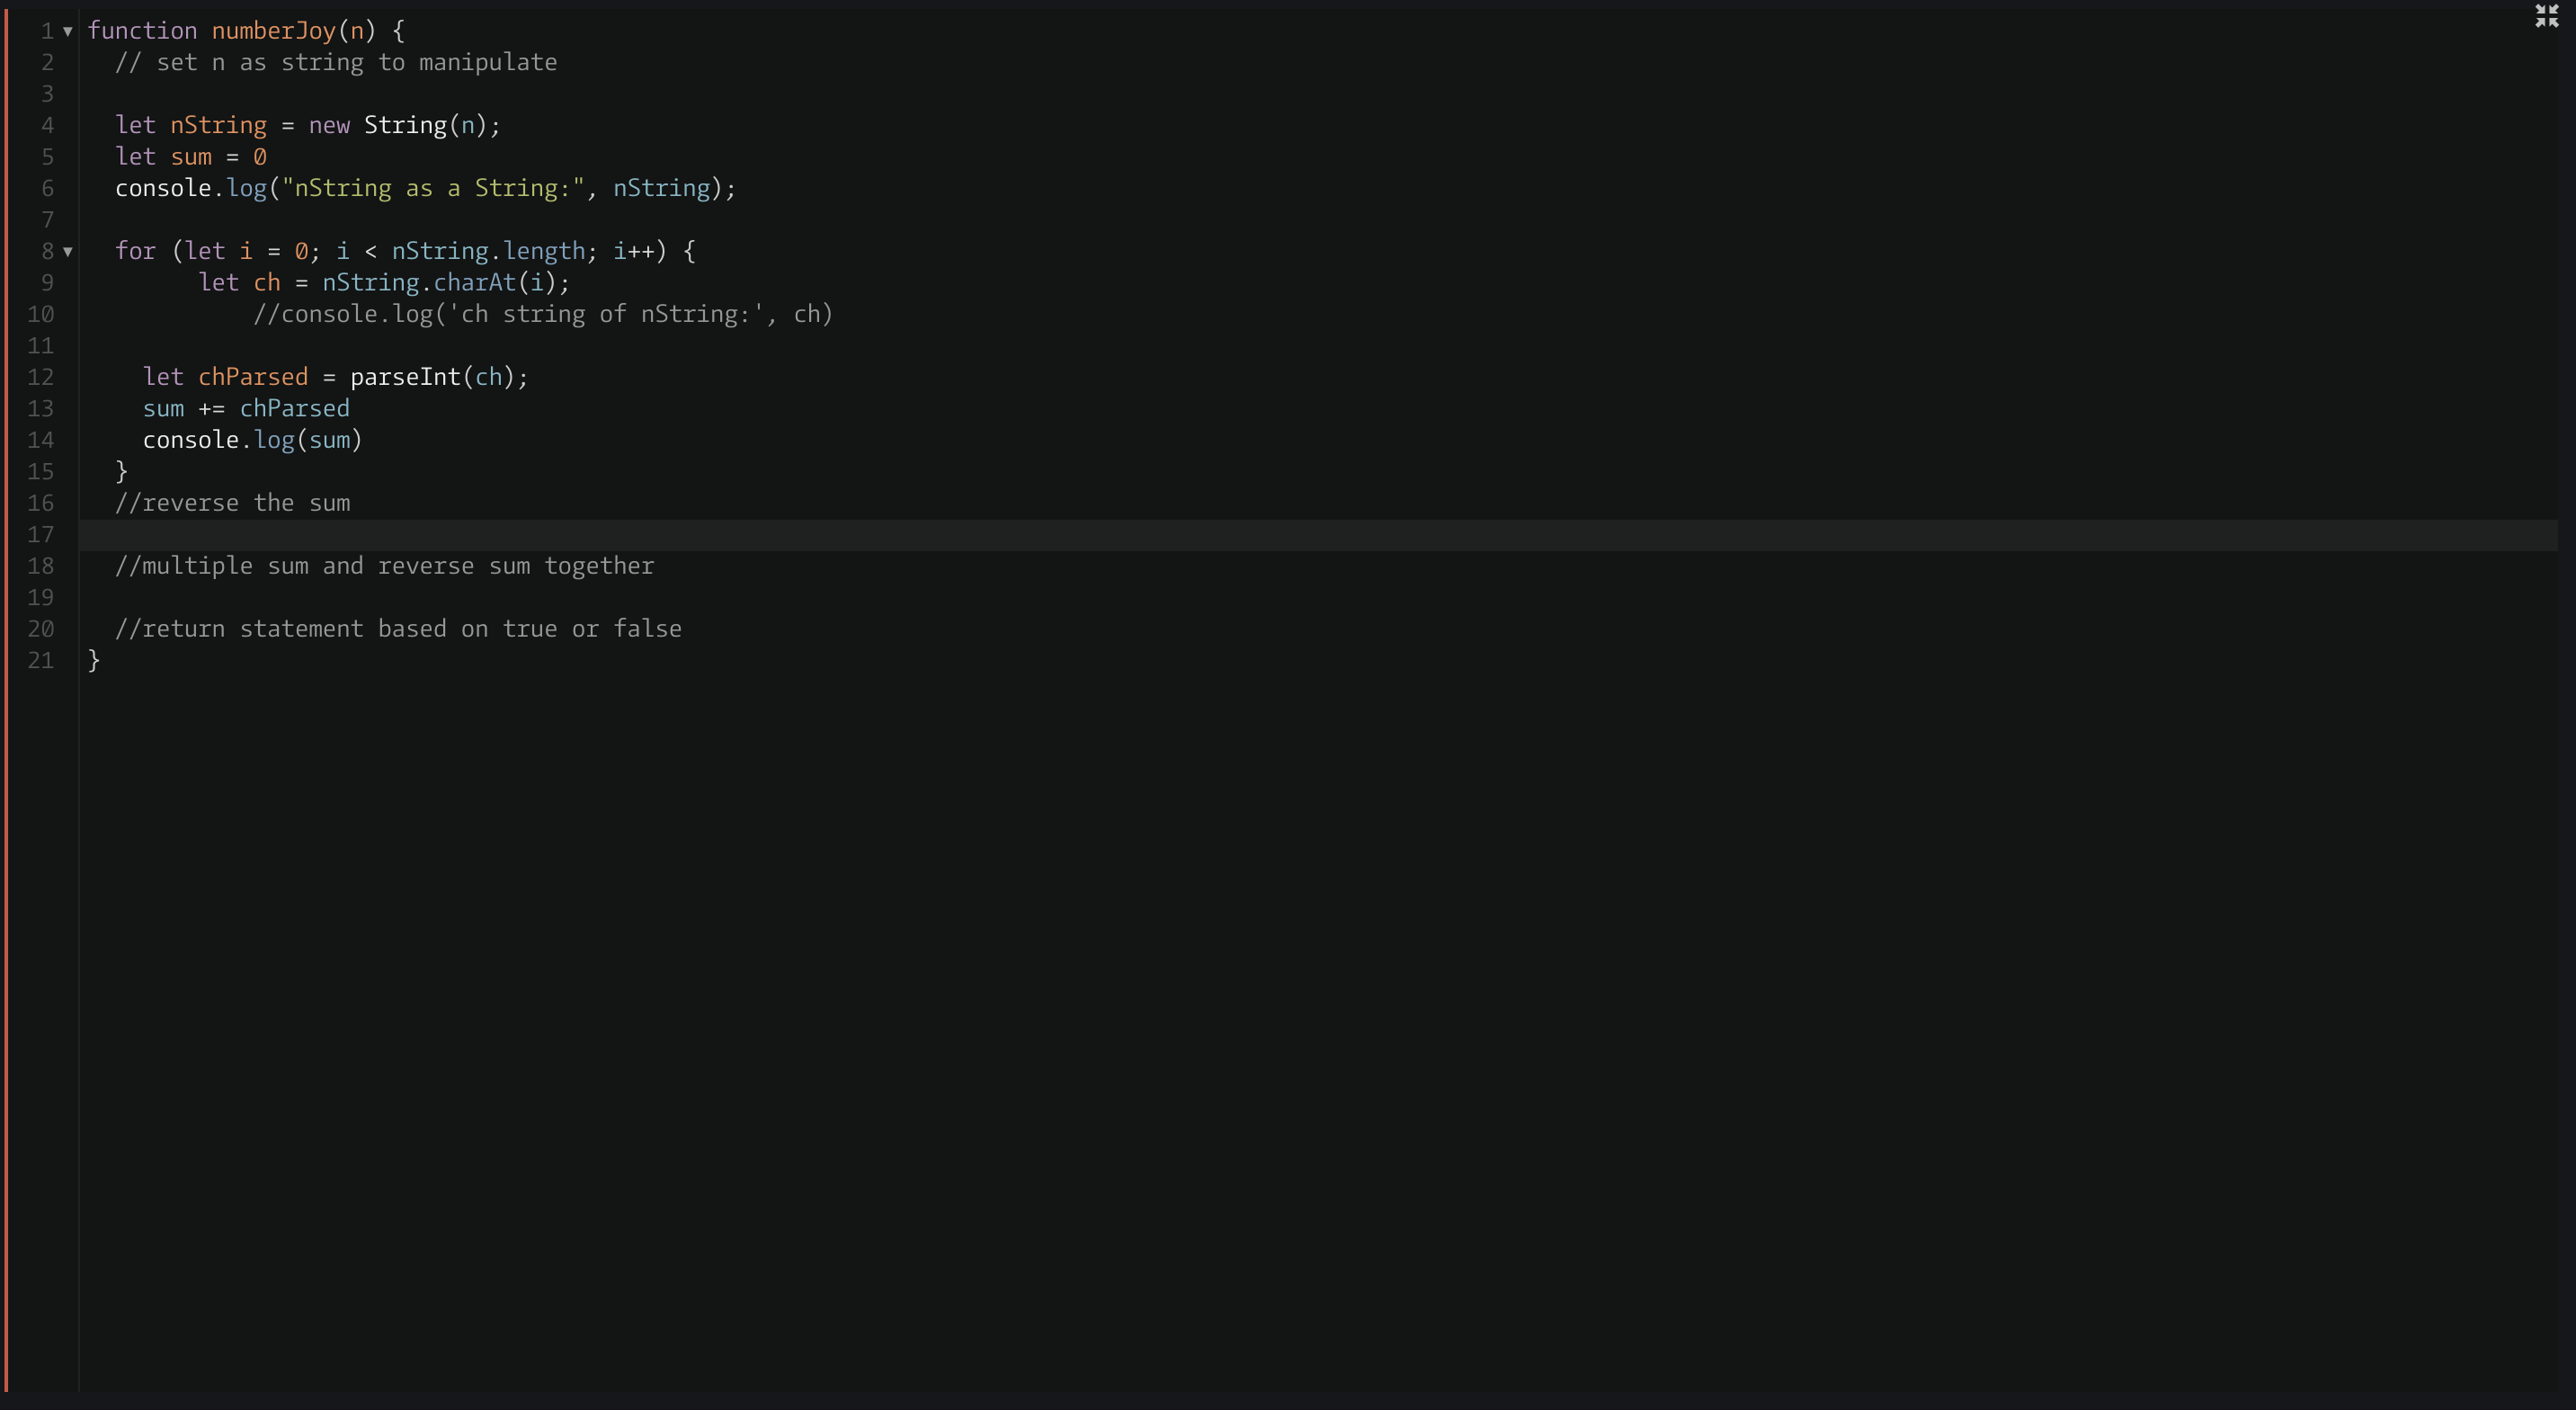 1 function numberJoy(n) {
2 // set n as string to manipulate
3
4 let nString = new String(n);
5 let sum = 0
6 console.log("nString as a String:", nString);
7
8 for (let i = 0; i < nString.length; i++) {
9 let ch = nString.charAt(i);
10 //console.log('ch string of nString:', ch)
11
12 let chParsed = parseInt(ch);
13 sum += chParsed
14 console.log(sum)
15 }
16 //reverse the sum
17
18 //multiple sum and reverse sum together
19
20 //return statement based on true or false
21 }